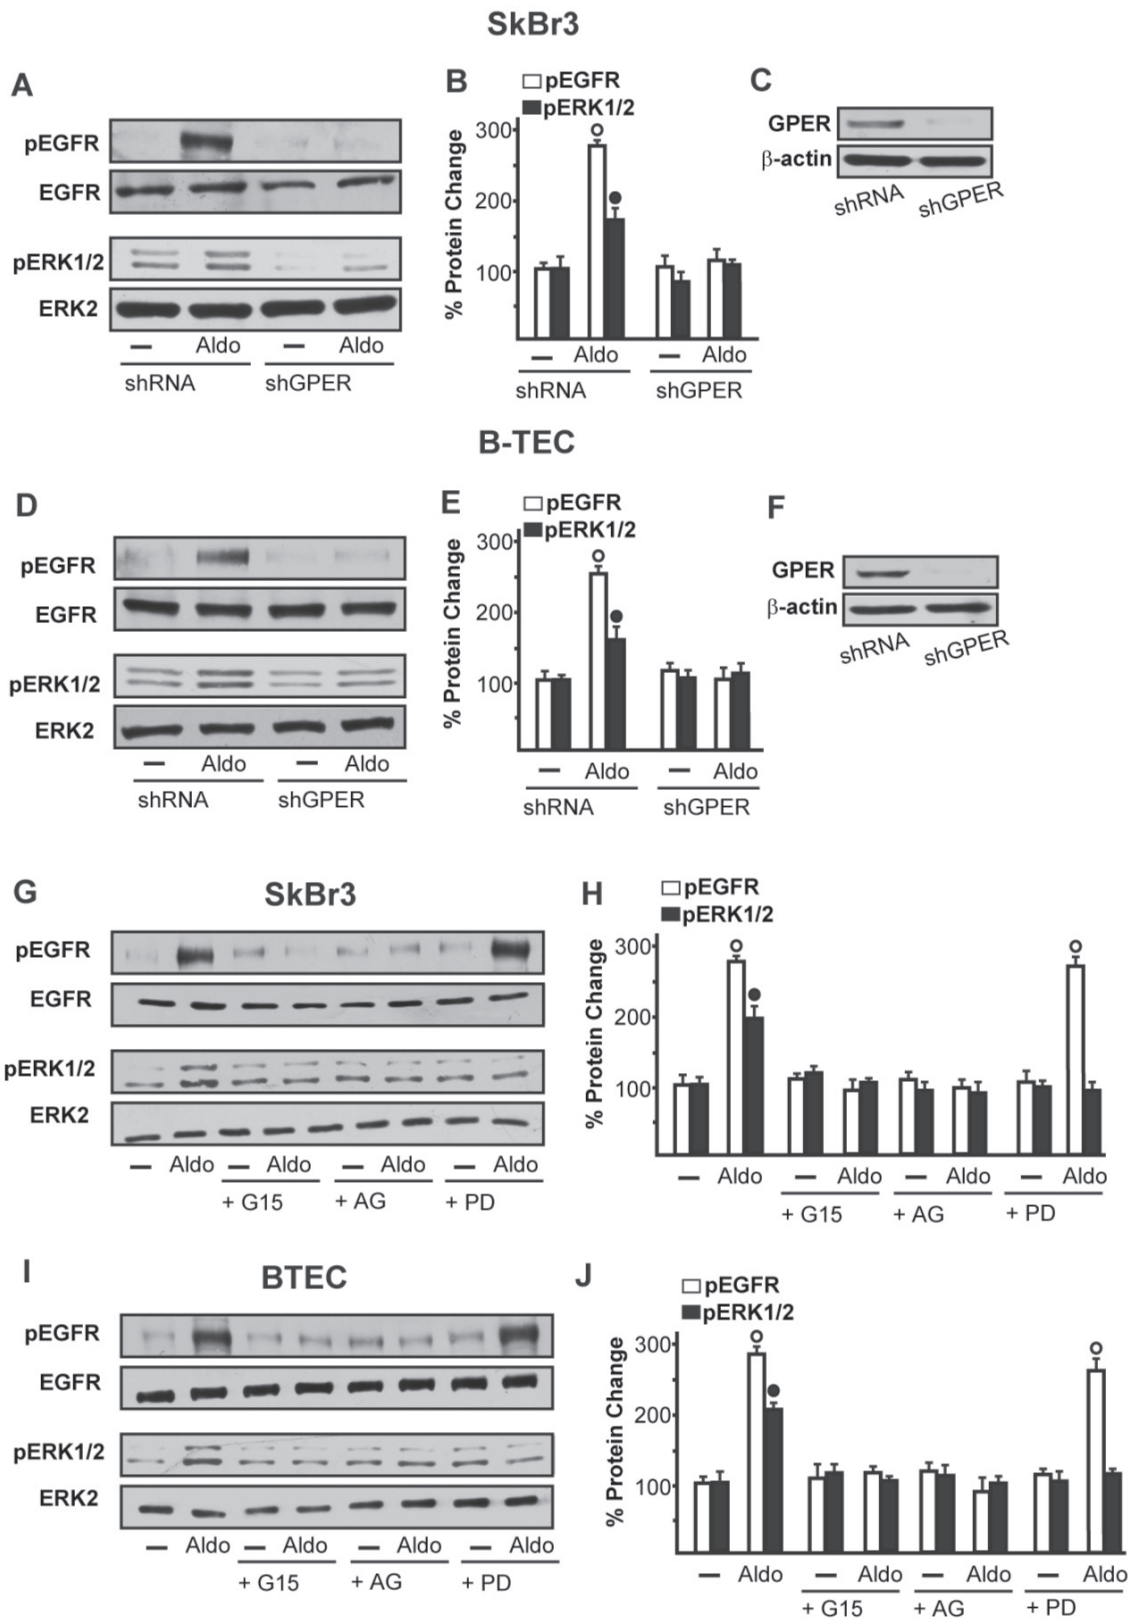 SkBr3
A
pEGFR
EGFR
pERK1/2
ERK2
— Aldo — Aldo
shRNA shGPER
B
pEGFR
pERK1/2
% Protein Change
300
200
100
— Aldo — Aldo
shRNA shGPER
C
GPER
β-actin
shRNA shGPER
B-TEC
D
pEGFR
EGFR
pERK1/2
ERK2
— Aldo — Aldo
shRNA shGPER
E
pEGFR
pERK1/2
% Protein Change
300
200
100
— Aldo — Aldo
shRNA shGPER
F
GPER
β-actin
shRNA shGPER
G
SkBr3
pEGFR
EGFR
pERK1/2
ERK2
— Aldo — Aldo — Aldo — Aldo
+ G15 + AG + PD
H
pEGFR
pERK1/2
% Protein Change
300
200
100
— Aldo — Aldo — Aldo — Aldo
+ G15 + AG + PD
I
BTEC
pEGFR
EGFR
pERK1/2
ERK2
— Aldo — Aldo — Aldo — Aldo
+ G15 + AG + PD
J
pEGFR
pERK1/2
% Protein Change
300
200
100
— Aldo — Aldo — Aldo — Aldo
+ G15 + AG + PD